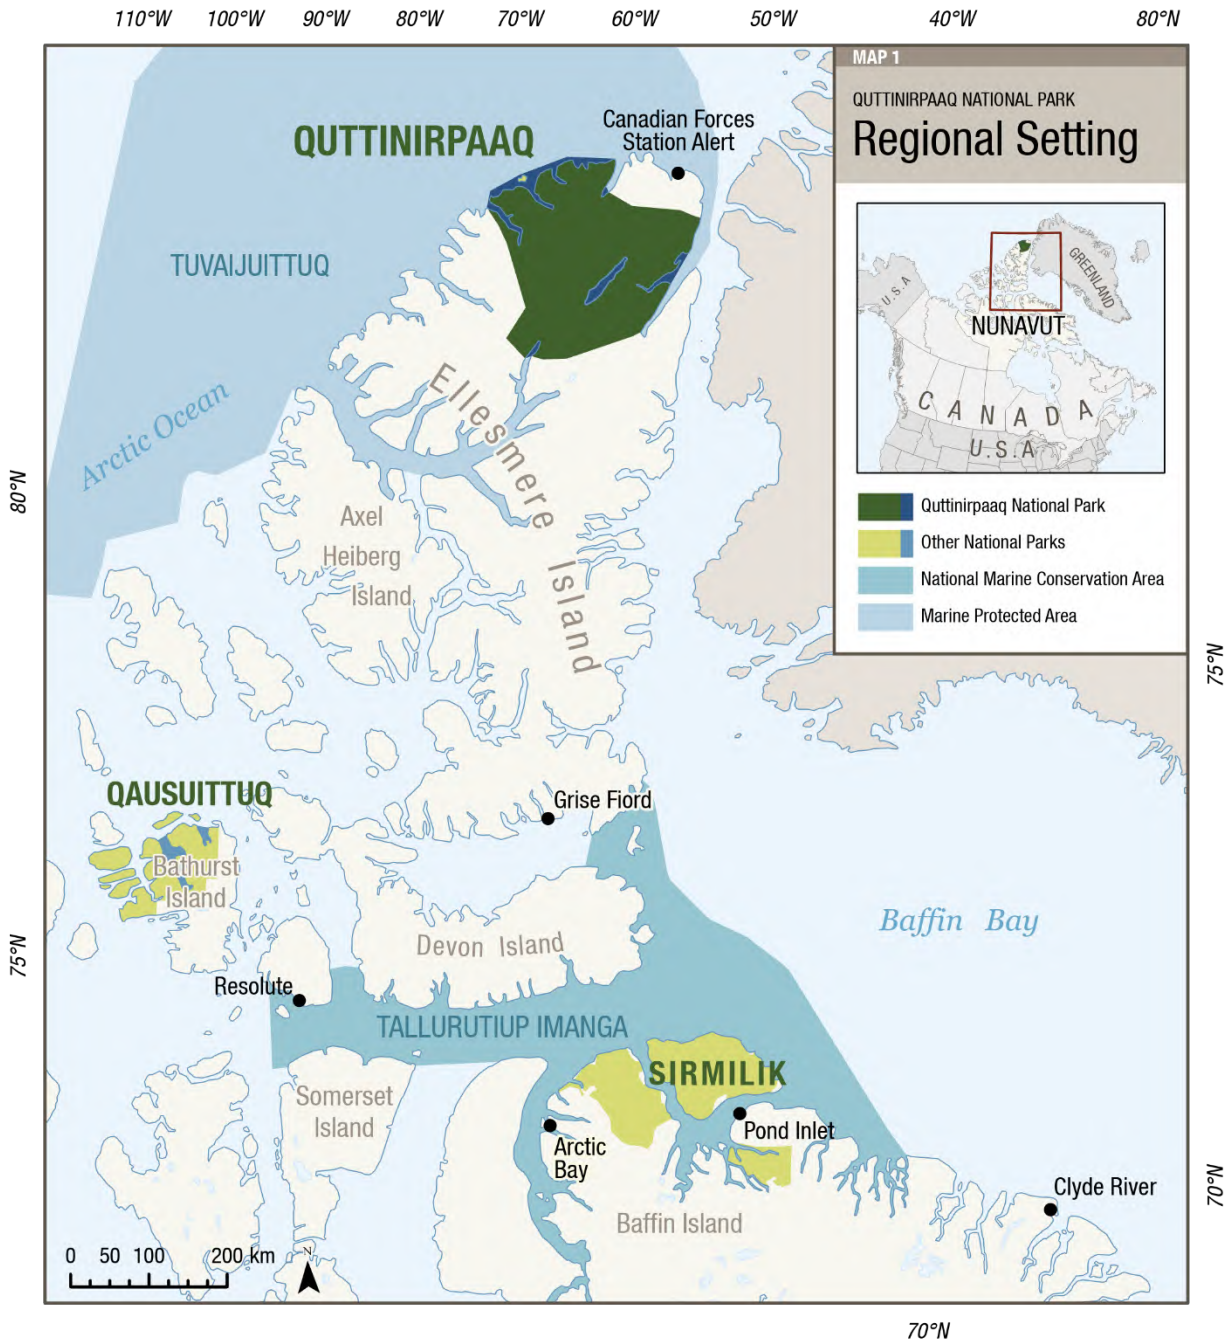 110°W 100°W 90°W 80°W 70°W 60°W 50°W 40°W 80°N
MAP 1
QUTTINIRPAAQ NATIONAL PARK
Regional Setting
Canadian Forces
Station Alert
QUTTINIRPAAQ
TUVAIJUITTUQ
Arctic Ocean
Ellesmere Island
Axel
Heiberg
Island
80°N
U.S.A
GREENLAND
NUNAVUT
CANADA
U.S.A
Quttinirpaaq National Park
Other National Parks
National Marine Conservation Area
Marine Protected Area
75°N
QAUSUITTUQ
Grise Fiord
Bathurst
Island
Baffin Bay
Devon Island
75°N
Resolute
TALLURUTIUP IMANGA
SIRMILIK
Somerset
Island
Pond Inlet
Arctic
Bay
Clyde River
70°N
Baffin Island
0 50 100 200 km
N
70°N